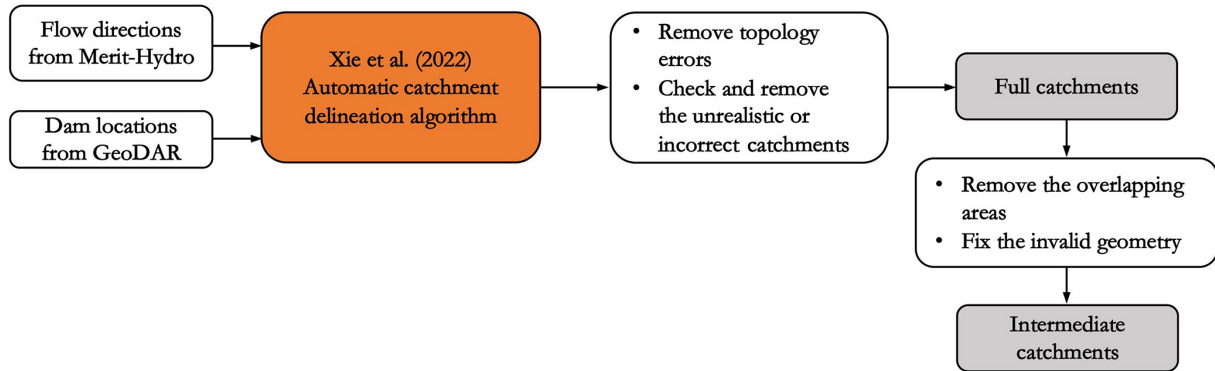 Flow directions
from Merit-Hydro
Dam locations
from GeoDAR
Xie et al. (2022)
Automatic catchment
delineation algorithm
• Remove topology
errors
• Check and remove
the unrealistic or
incorrect catchments
Full catchments
• Remove the overlapping
areas
• Fix the invalid geometry
Intermediate
catchments